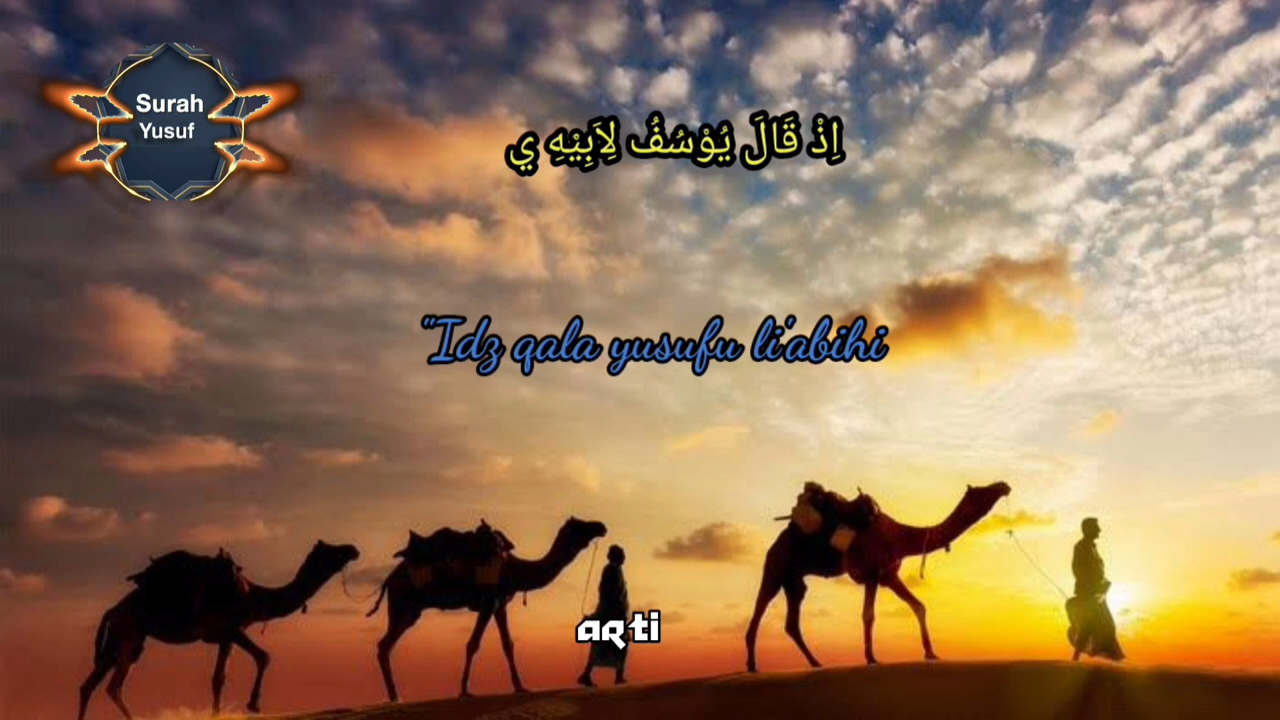 Surah
Yusuf
اِذْ قَالَ يُوْسُفُ لِاَبِيْهِ ي
"Idz qala yusufu li'abihi
arti